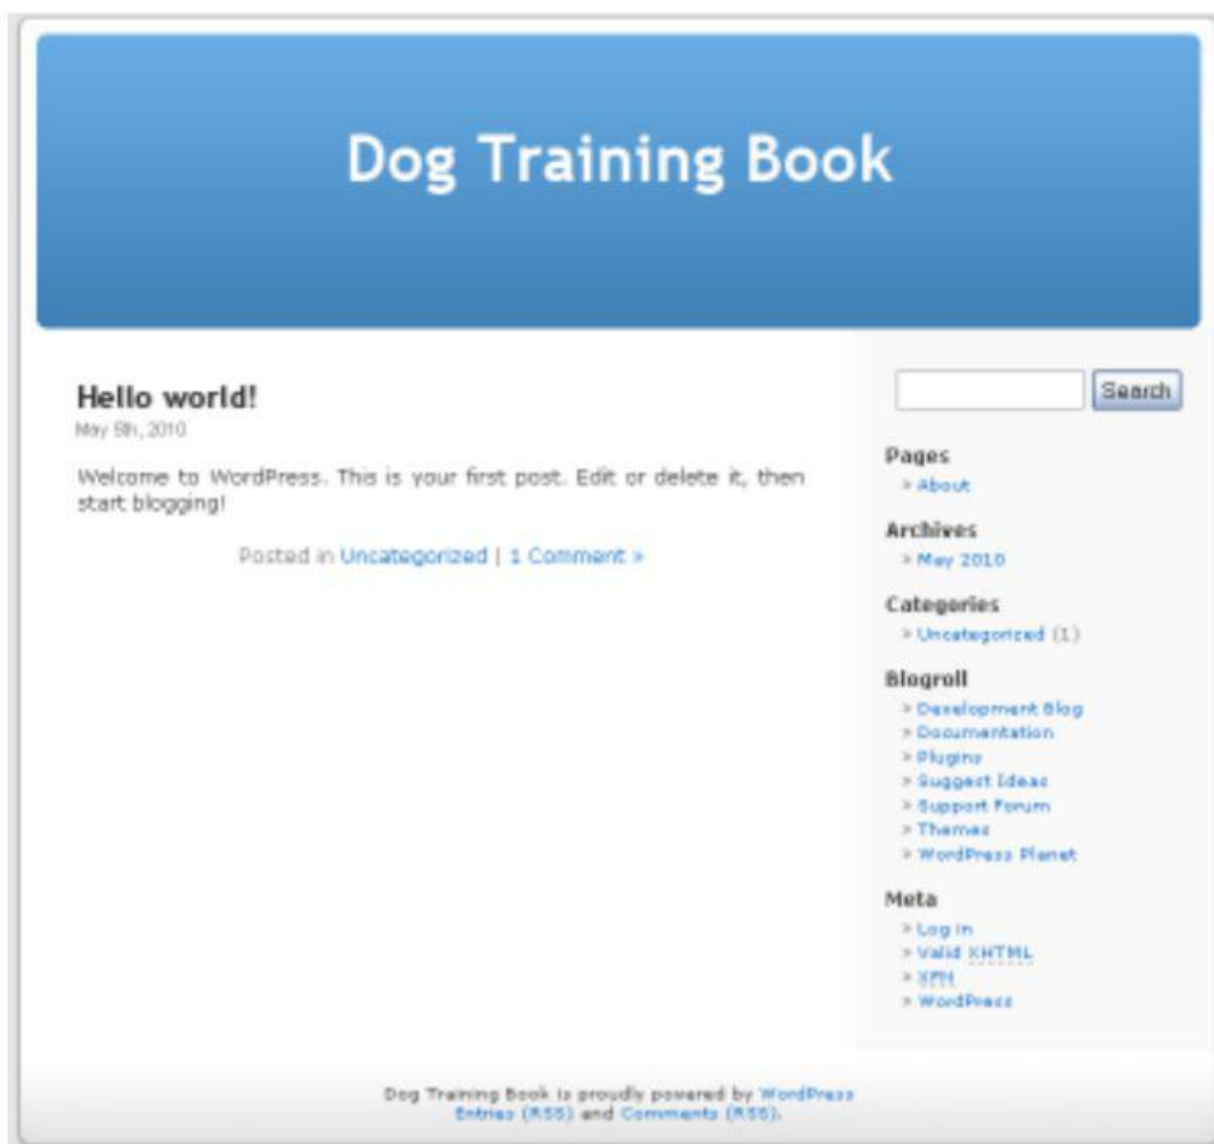 Dog Training Book
Hello world!
May 5th, 2010
Welcome to WordPress. This is your first post. Edit or delete it, then
start blogging!
Posted in Uncategorized | 1 Comment »
Search
Pages
» About
Archives
» May 2010
Categories
» Uncategorized (1)
Blogroll
» Development Blog
» Documentation
» Plugins
» Suggest Ideas
» Support Forum
» Themes
» WordPress Planet
Meta
» Log in
» Valid XHTML
» XFN
» WordPress
Dog Training Book is proudly powered by WordPress
Entries (RSS) and Comments (RSS).